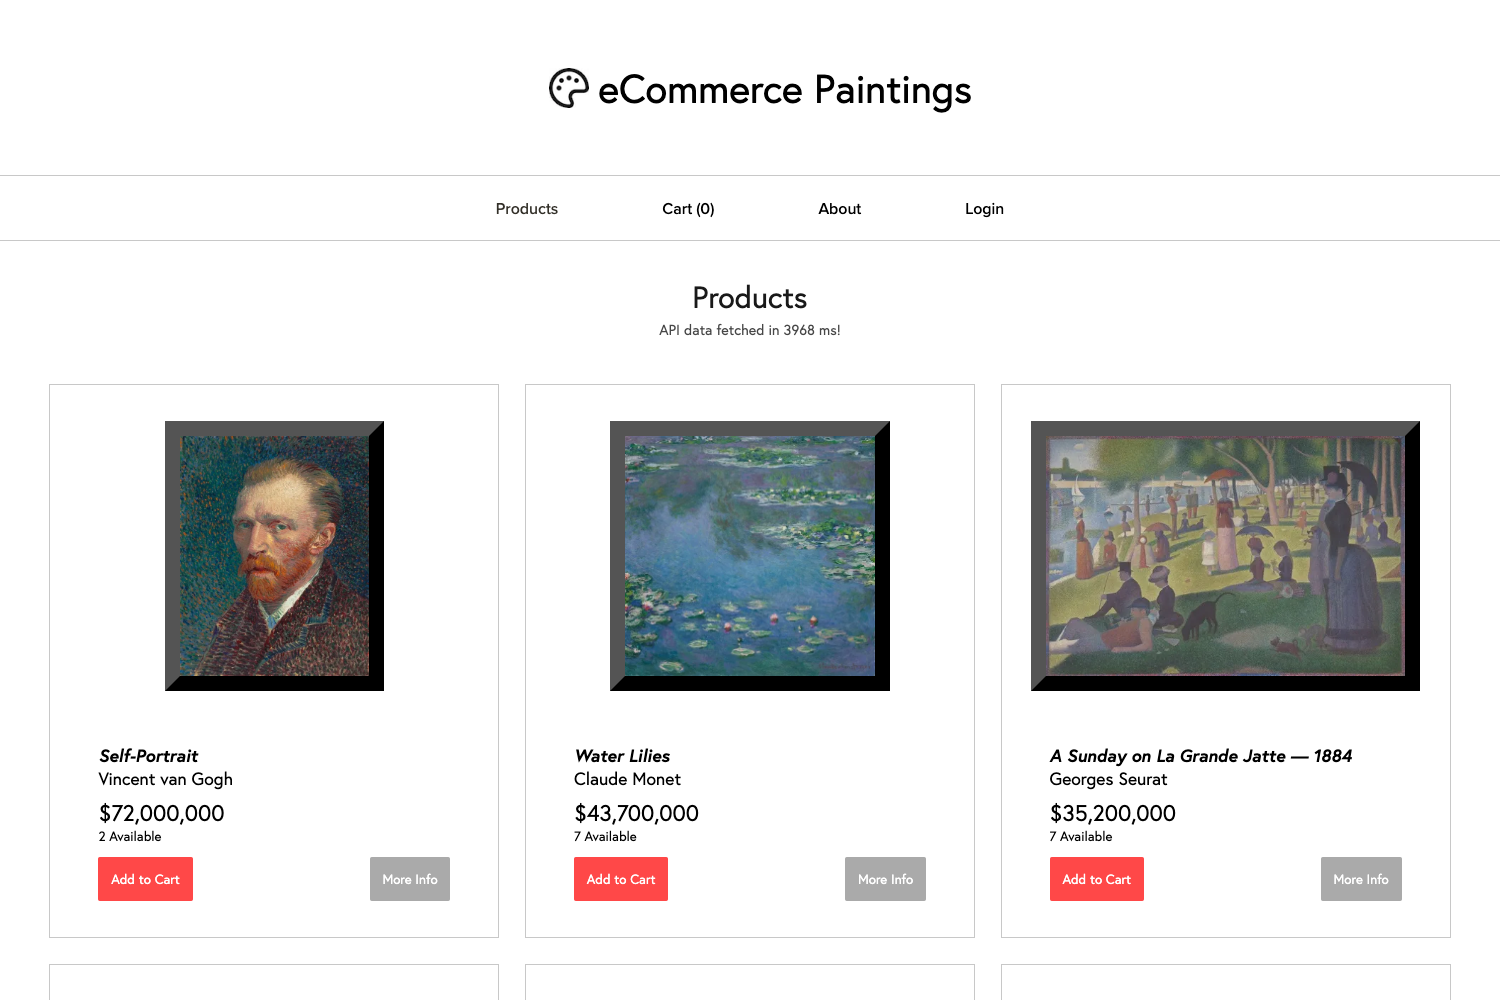 eCommerce Paintings
Products
Cart (0)
About
Login
Products
API data fetched in 3968 ms!
Self-Portrait
Vincent van Gogh
$72,000,000
2 Available
Add to Cart
More Info
Water Lilies
Claude Monet
$43,700,000
7 Available
Add to Cart
More Info
A Sunday on La Grande Jatte — 1884
Georges Seurat
$35,200,000
7 Available
Add to Cart
More Info